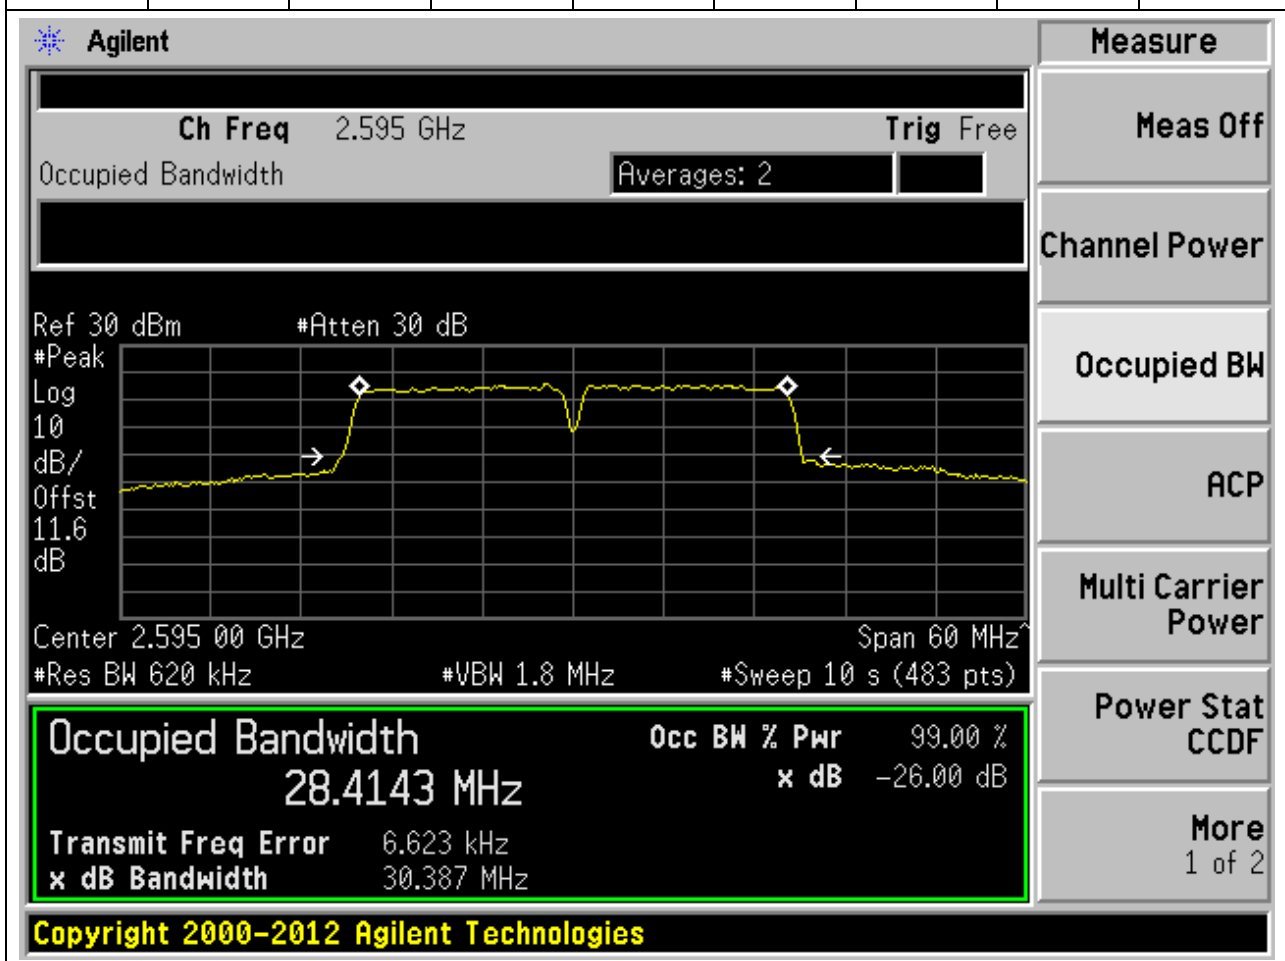 Agilent
Measure
Ch Freq 2.595 GHz Trig Free
Meas Off
Occupied Bandwidth Averages: 2
Channel Power
Ref 30 dBm #Atten 30 dB
#Peak
Log
10
dB/
Offst
11.6
dB
Occupied BW
ACP
Center 2.595 00 GHz Span 60 MHz^
#Res BW 620 kHz #VBW 1.8 MHz #Sweep 10 s (483 pts)
Multi Carrier
Power
Occupied Bandwidth Occ BW % Pwr 99.00 %
28.4143 MHz x dB -26.00 dB
Transmit Freq Error 6.623 kHz
x dB Bandwidth 30.387 MHz
Power Stat
CCDF
More
1 of 2
Copyright 2000-2012 Agilent Technologies